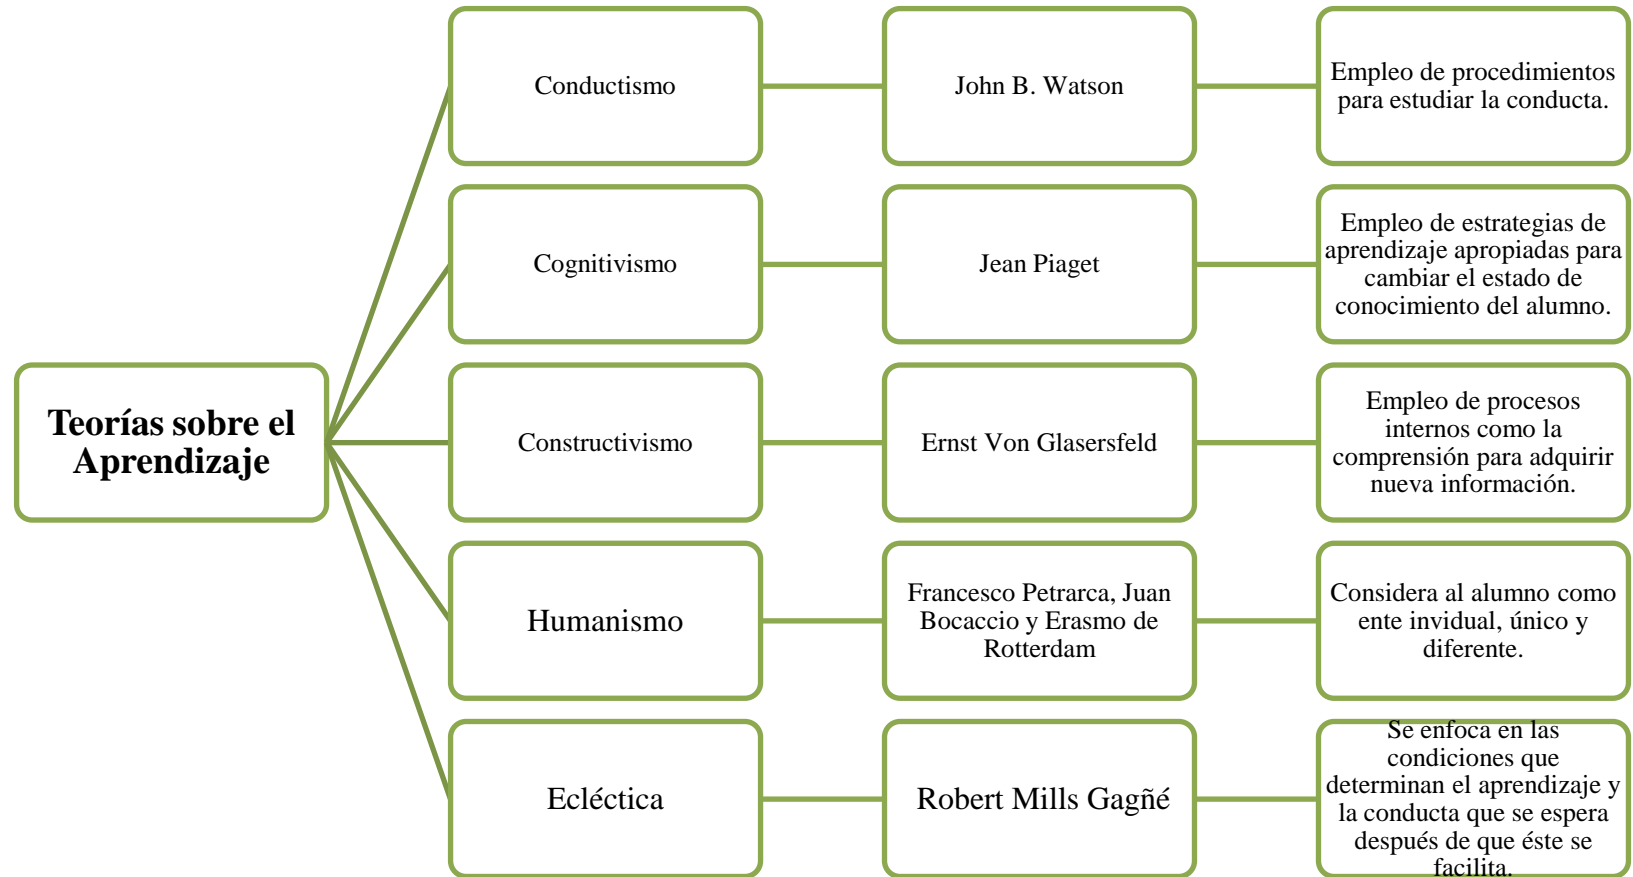 Teorías sobre el
Aprendizaje
Conductismo
John B. Watson
Empleo de procedimientos
para estudiar la conducta.
Cognitivismo
Jean Piaget
Empleo de estrategias de
aprendizaje apropiadas para
cambiar el estado de
conocimiento del alumno.
Constructivismo
Ernst Von Glasersfeld
Empleo de procesos
internos como la
comprensión para adquirir
nueva información.
Humanismo
Francesco Petrarca, Juan
Bocaccio y Erasmo de
Rotterdam
Considera al alumno como
ente invidual, único y
diferente.
Ecléctica
Robert Mills Gagñé
Se enfoca en las
condiciones que
determinan el aprendizaje y
la conducta que se espera
después de que éste se
facilita.